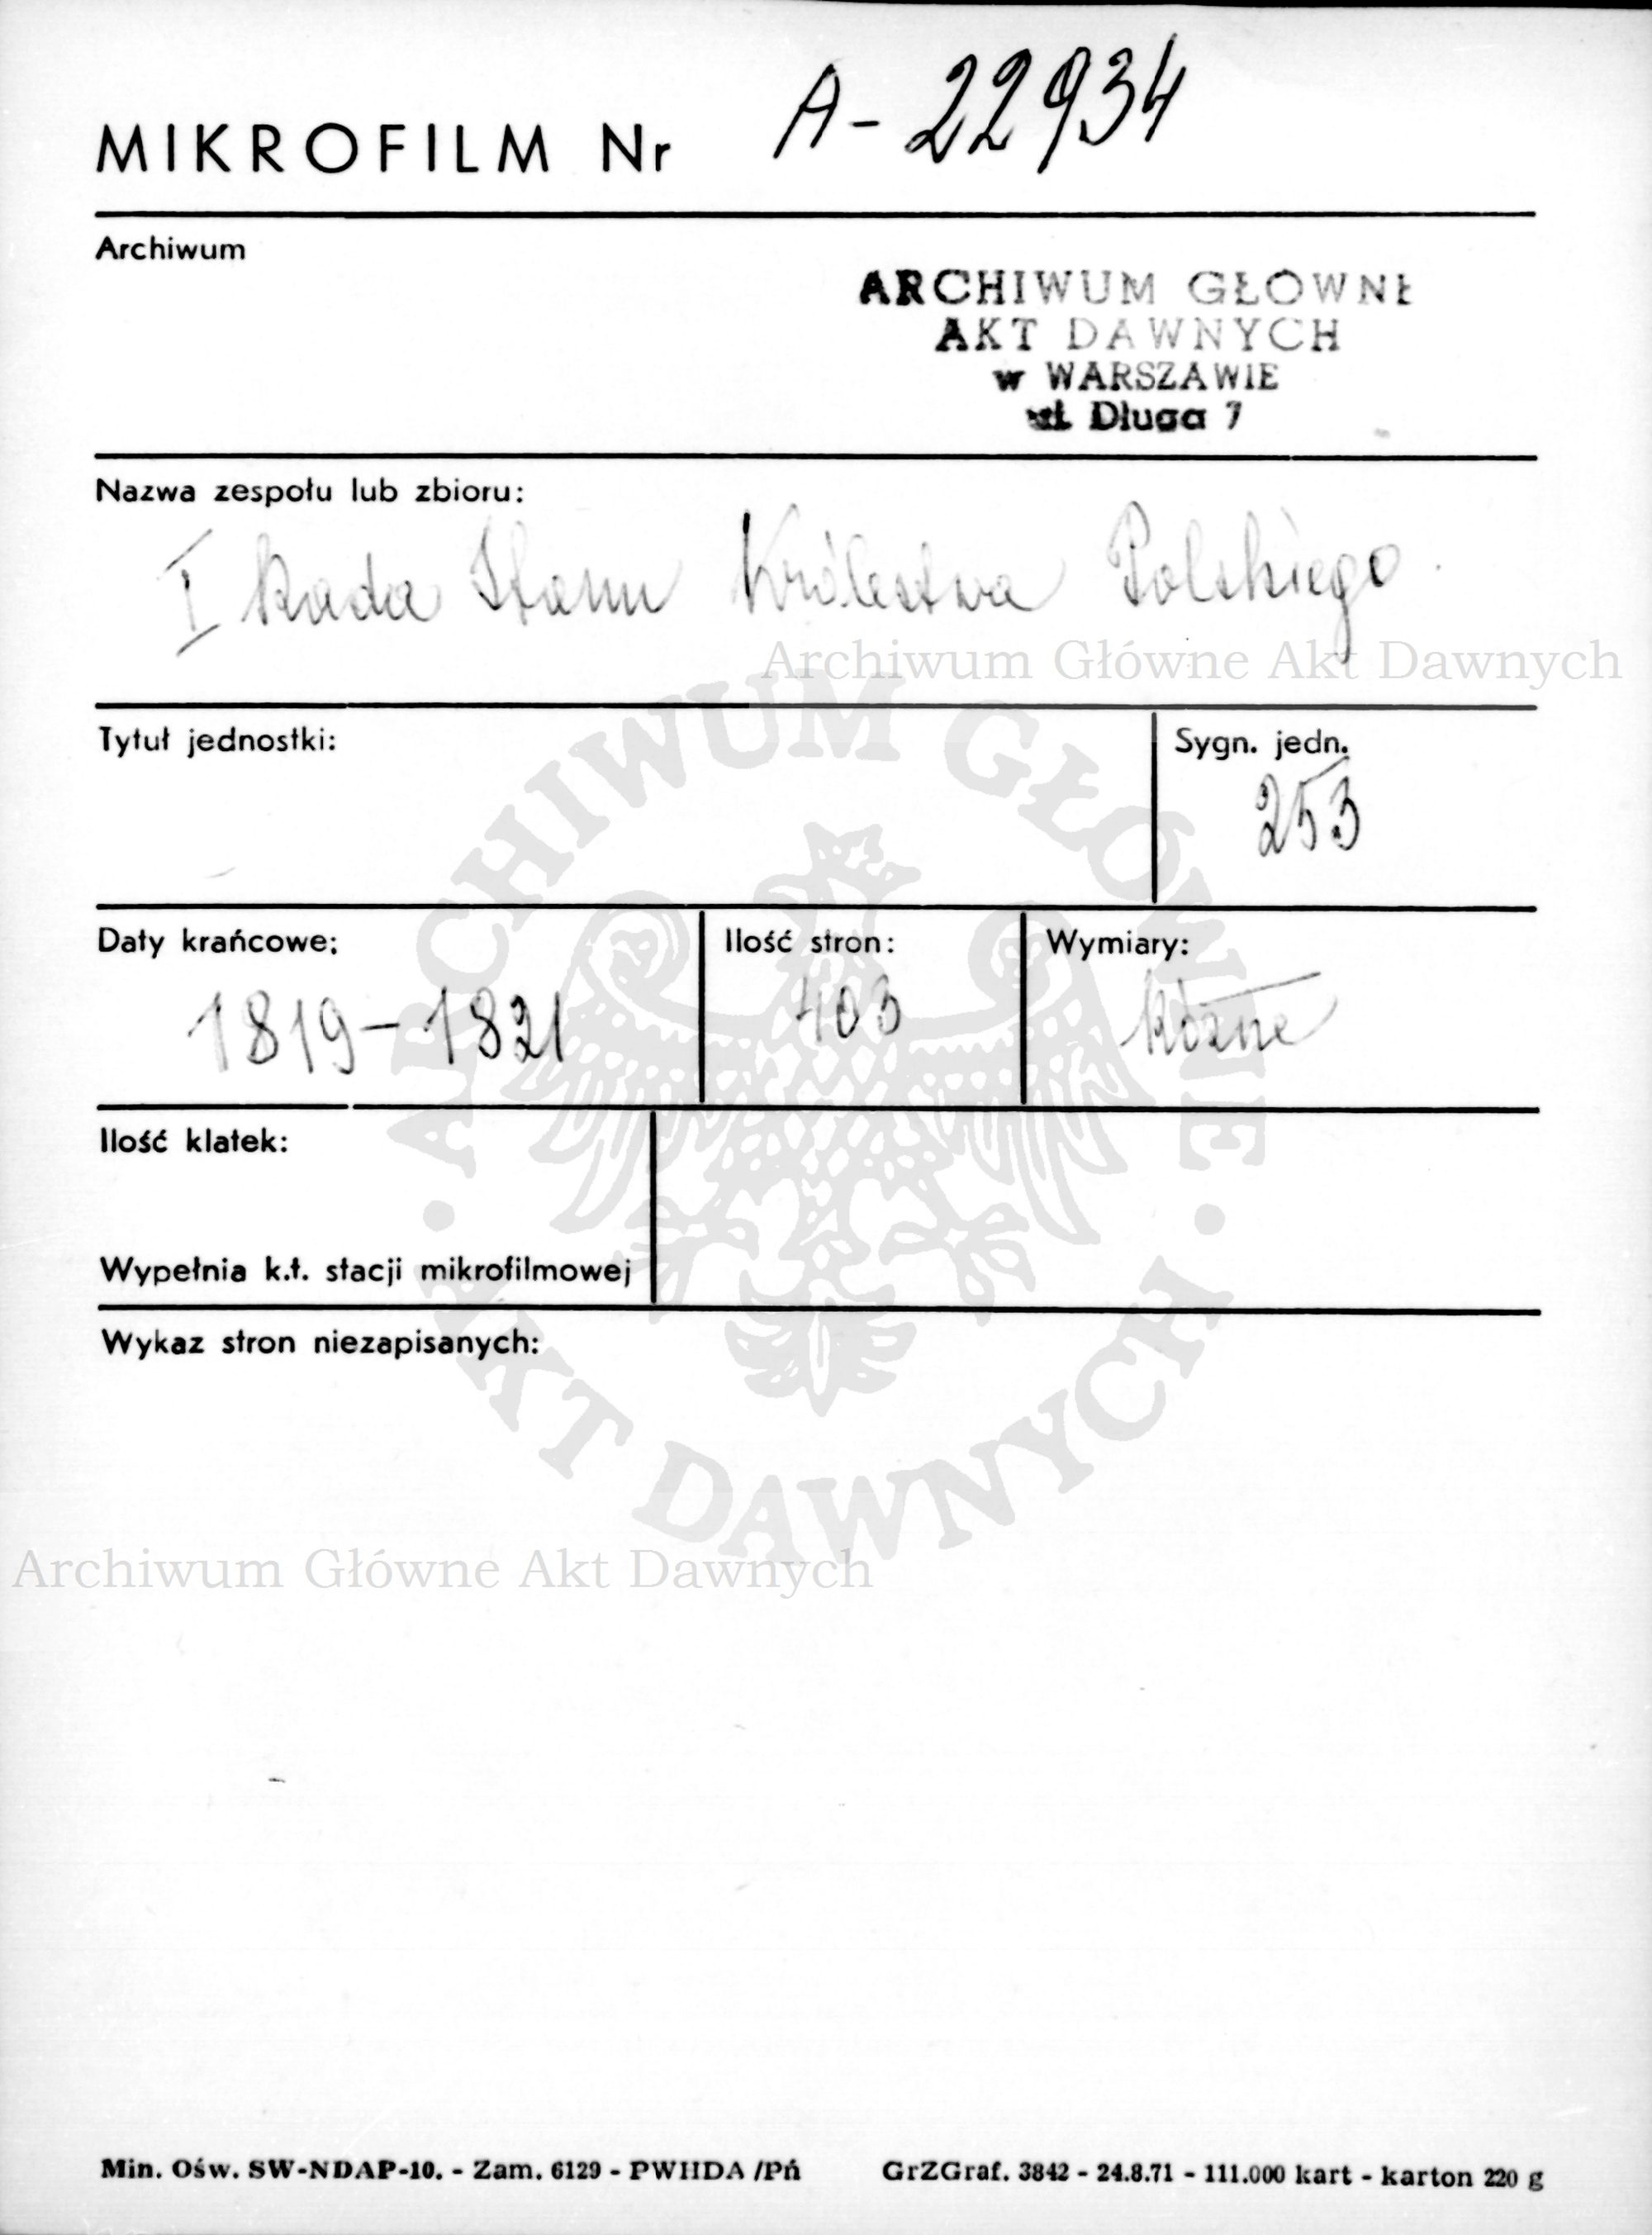 MIKROFILM Nr A-22934
Archiwum
ARCHIWUM GŁÓWNE
AKT DAWNYCH
w WARSZAWIE
ul. Długa 7
Nazwa zespołu lub zbioru:
I Rada Stanu Królestwa Polskiego.
Archiwum Główne Akt Dawnych
Tytuł jednostki:
Sygn. jedn.
253
Daty krańcowe:
1819-1821
Ilość stron:
403
Wymiary:
różne
Ilość klatek:
Wypełnia k.t. stacji mikrofilmowej
Wykaz stron niezapisanych:
ARCHIWUM GŁÓWNE
· AKT DAWNYCH ·
Archiwum Główne Akt Dawnych
Min. Ośw. SW-NDAP-10. - Zam. 6129 - PWHDA /Pń GrZGraf. 3842 - 24.8.71 - 111.000 kart - karton 220 g